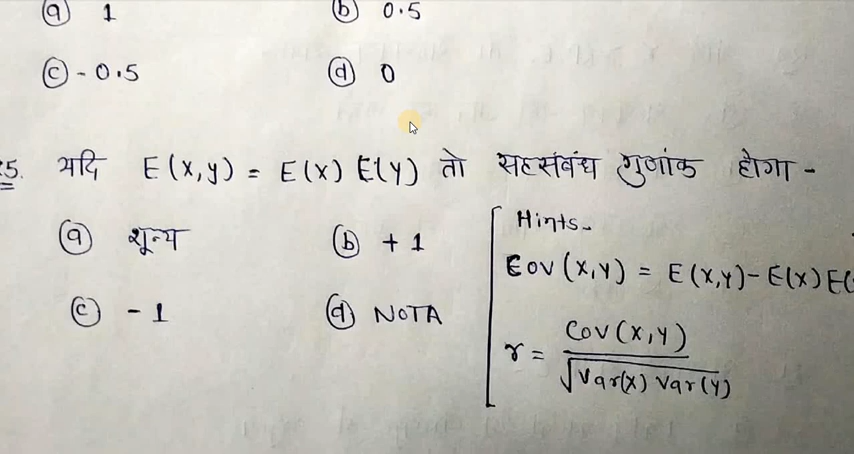 (a) 1 (b) 0.5
(c) - 0.5 (d) 0
5. यदि E(x,y) = E(x) E(y) तो सहसंबंध गुणांक होगा -
(a) शून्य (b) + 1
(c) - 1 (d) NOTA
Hints -
Cov (x,y) = E(x,y) - E(x) E(
r = Cov (x,y) / √Var(x) Var(y)